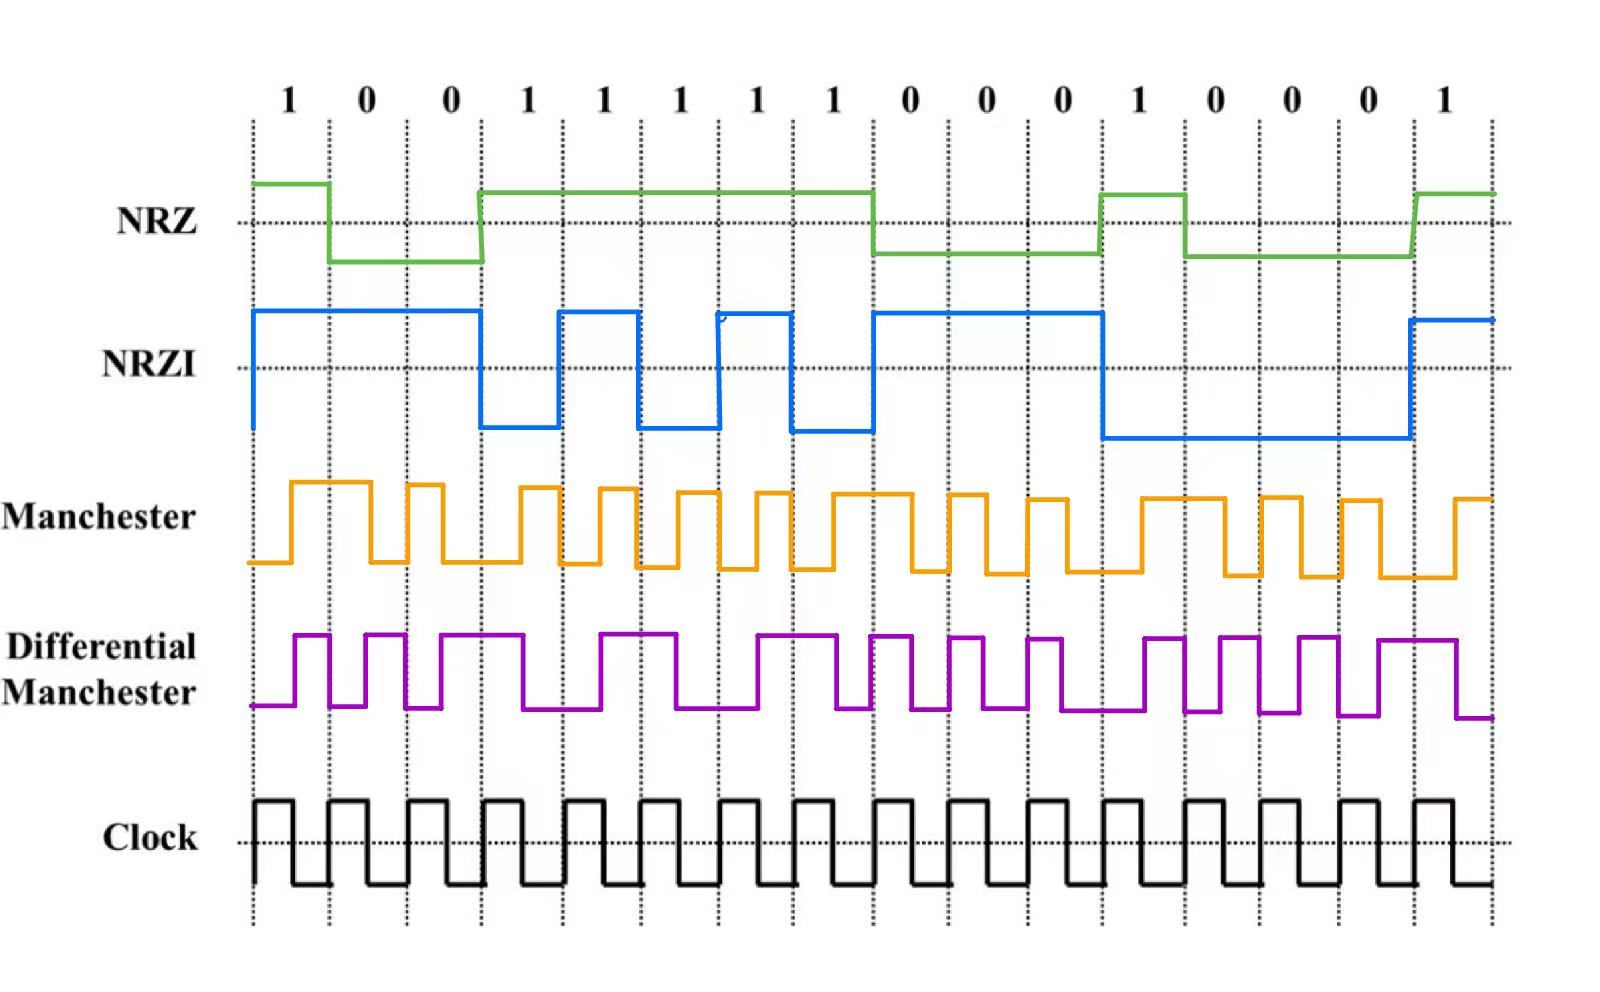 1 0 0 1 1 1 1 1 0 0 0 1 0 0 0 1
NRZ
NRZI
Manchester
Differential
Manchester
Clock